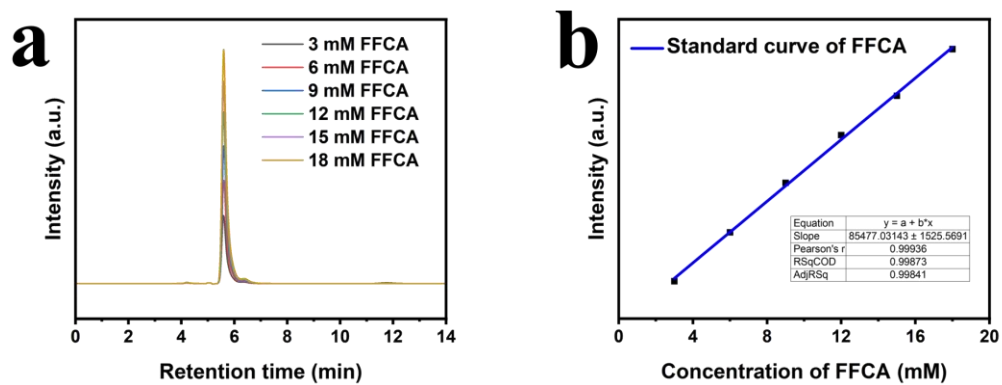 a
Intensity (a.u.)
3 mM FFCA
6 mM FFCA
9 mM FFCA
12 mM FFCA
15 mM FFCA
18 mM FFCA
0 2 4 6 8 10 12 14
Retention time (min)
b
Intensity (a.u.)
Standard curve of FFCA
Equation y = a + b*x
Slope 85477.03143 ± 1525.5691
Pearson's r 0.99936
RSqCOD 0.99873
AdjRSq 0.99841
0 4 8 12 16 20
Concentration of FFCA (mM)